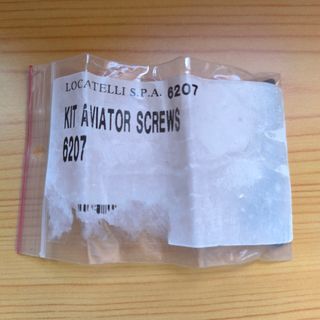 LOCATELLI S.P.A. 6207
KIT AVIATOR SCREWS
6207